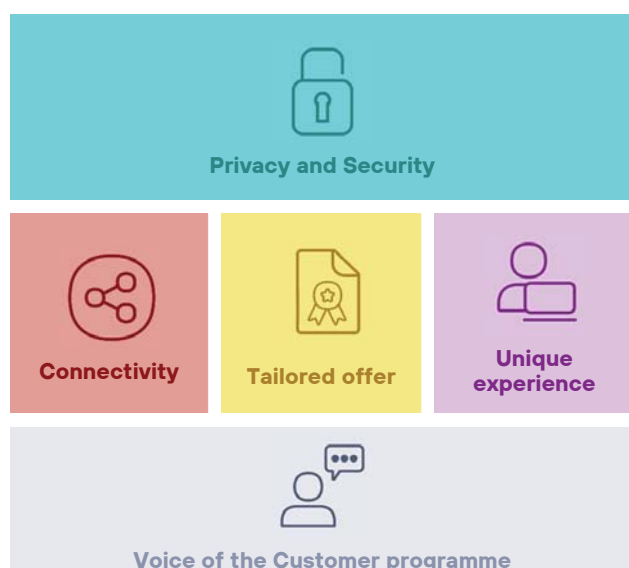 Privacy and Security
Connectivity
Tailored offer
Unique
experience
Voice of the Customer programme